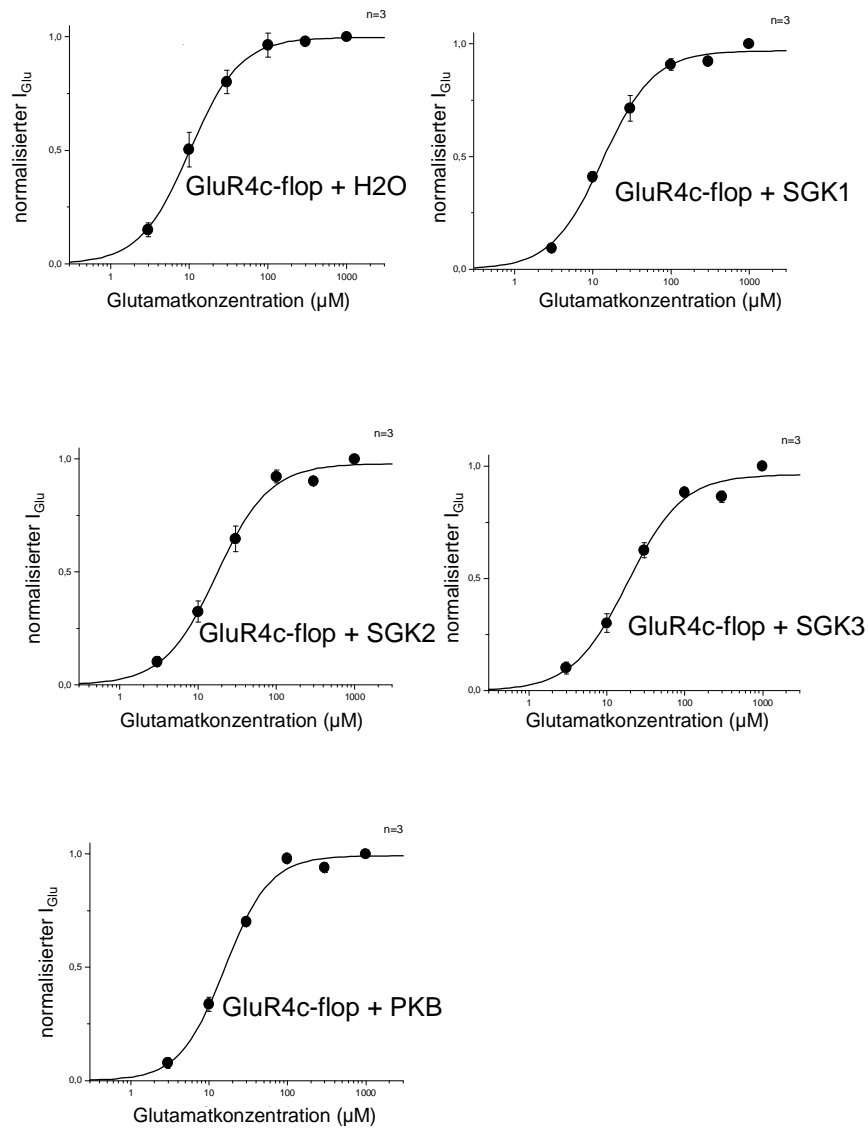 n=3
1,0
0,5
0,0
normalisierter I_Glu
GluR4c-flop + H2O
1 10 100 1000
Glutamatkonzentration (µM)
n=3
1,0
0,5
0,0
normalisierter I_Glu
GluR4c-flop + SGK1
1 10 100 1000
Glutamatkonzentration (µM)
n=3
1,0
0,5
0,0
normalisierter I_Glu
GluR4c-flop + SGK2
1 10 100 1000
Glutamatkonzentration (µM)
n=3
1,0
0,5
0,0
normalisierter I_Glu
GluR4c-flop + SGK3
1 10 100 1000
Glutamatkonzentration (µM)
n=3
1,0
0,5
0,0
normalisierter I_Glu
GluR4c-flop + PKB
1 10 100 1000
Glutamatkonzentration (µM)